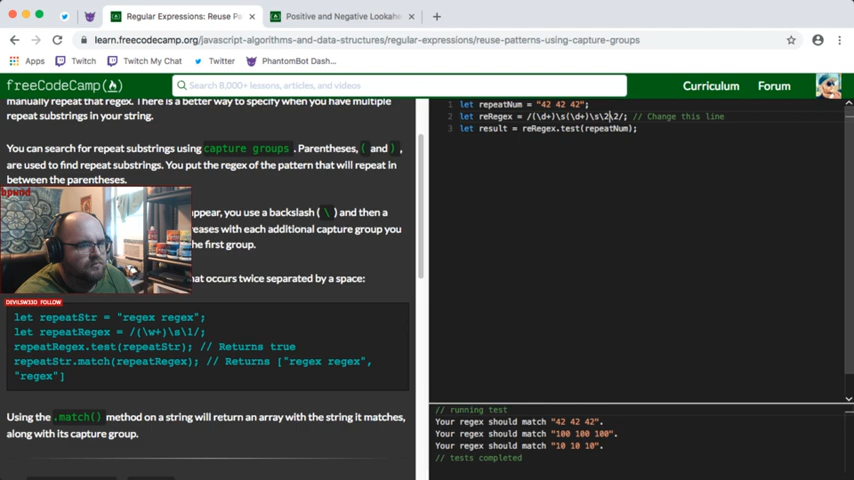 Regular Expressions: Reuse Pa
Positive and Negative Lookahe
learn.freecodecamp.org/javascript-algorithms-and-data-structures/regular-expressions/reuse-patterns-using-capture-groups
Apps
Twitch
Twitch My Chat
Twitter
PhantomBot Dash...
freeCodeCamp
Search 8,000+ lessons, articles, and videos
Curriculum
Forum
manually repeat that regex. There is a better way to specify when you have multiple
repeat substrings in your string.
You can search for repeat substrings using capture groups. Parentheses, ( and ),
are used to find repeat substrings. You put the regex of the pattern that will repeat in
between the parentheses.
appear, you use a backslash (\) and then a
reases with each additional capture group you
the first group.
hat occurs twice separated by a space:
DEVILSW33D FOLLOW
let repeatStr = "regex regex";
let repeatRegex = /(\w+)\s\1/;
repeatRegex.test(repeatStr); // Returns true
repeatStr.match(repeatRegex); // Returns ["regex regex",
"regex"]
Using the .match() method on a string will return an array with the string it matches,
along with its capture group.
1 let repeatNum = "42 42 42";
2 let reRegex = /(\d+)\s(\d+)\s\2\2/; // Change this line
3 let result = reRegex.test(repeatNum);
// running test
Your regex should match "42 42 42".
Your regex should match "100 100 100".
Your regex should match "10 10 10".
// tests completed